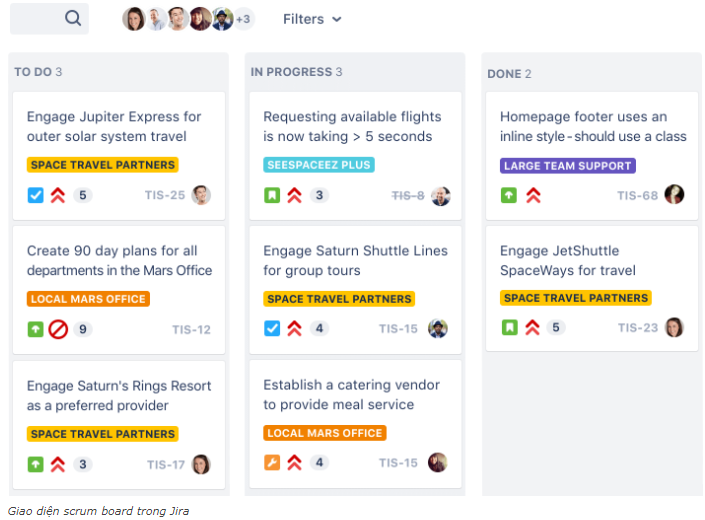 +3
Filters
TO DO 3
Engage Jupiter Express for
outer solar system travel
SPACE TRAVEL PARTNERS
5
TIS-25
Create 90 day plans for all
departments in the Mars Office
LOCAL MARS OFFICE
9
TIS-12
Engage Saturn's Rings Resort
as a preferred provider
SPACE TRAVEL PARTNERS
3
TIS-17
IN PROGRESS 3
Requesting available flights
is now taking > 5 seconds
SEESPACEEZ PLUS
3
TIS-8
Engage Saturn Shuttle Lines
for group tours
SPACE TRAVEL PARTNERS
4
TIS-15
Establish a catering vendor
to provide meal service
LOCAL MARS OFFICE
4
TIS-15
DONE 2
Homepage footer uses an
inline style - should use a class
LARGE TEAM SUPPORT
TIS-68
Engage JetShuttle
SpaceWays for travel
SPACE TRAVEL PARTNERS
5
TIS-23
Giao diện scrum board trong Jira